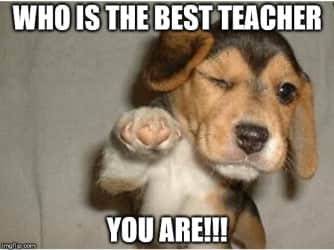 WHO IS THE BEST TEACHER
YOU ARE!!!
imgflip.com